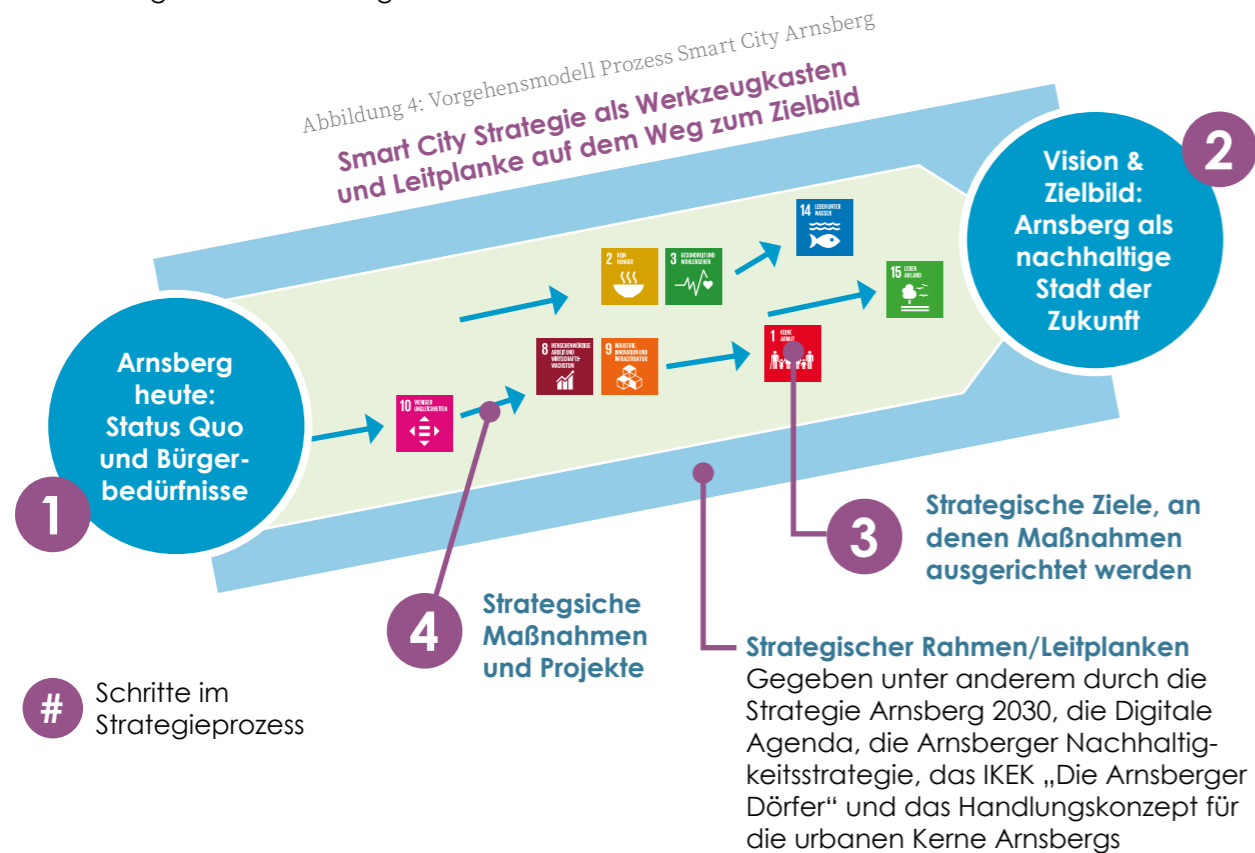 Abbildung 4: Vorgehensmodell Prozess Smart City Arnsberg
Smart City Strategie als Werkzeugkasten
und Leitplanke auf dem Weg zum Zielbild
2
Vision &
Zielbild:
Arnsberg als
nachhaltige
Stadt der
Zukunft
14 LEBEN UNTER
WASSER
2 KEIN
HUNGER
3 GESUNDHEIT UND
WOHLERGEHEN
15 LEBEN
AN LAND
8 MENSCHENWÜRDIGE
ARBEIT UND
WIRTSCHAFTS-
WACHSTUM
9 INDUSTRIE,
INNOVATION UND
INFRASTRUKTUR
1 KEINE
ARMUT
10 WENIGER
UNGLEICHHEITEN
Arnsberg
heute:
Status Quo
und Bürger-
bedürfnisse
1
3
Strategische Ziele, an
denen Maßnahmen
ausgerichtet werden
4
Strategsiche
Maßnahmen
und Projekte
Strategischer Rahmen/Leitplanken
Gegeben unter anderem durch die
Strategie Arnsberg 2030, die Digitale
Agenda, die Arnsberger Nachhaltig-
keitsstrategie, das IKEK „Die Arnsberger
Dörfer“ und das Handlungskonzept für
die urbanen Kerne Arnsbergs
# Schritte im
Strategieprozess